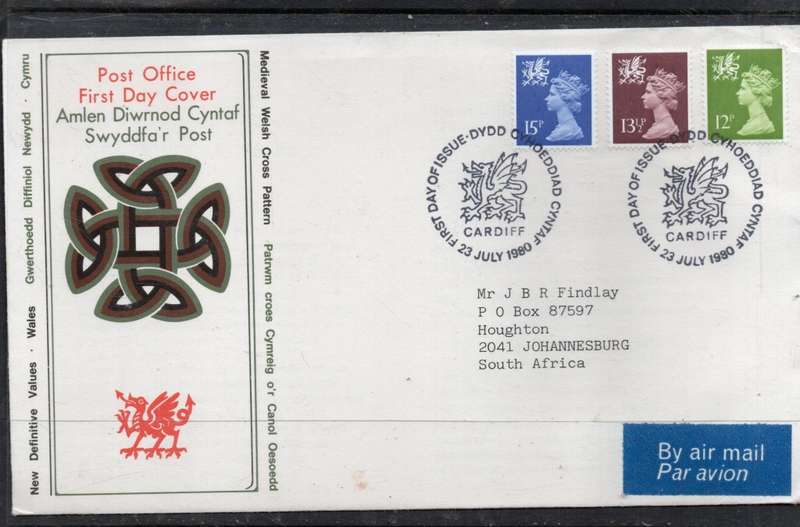 New Definitive Values · Wales Gwerthoedd Diffiniol Newydd · Cymru
Post Office
First Day Cover
Amlen Diwrnod Cyntaf
Swyddfa'r Post
Medieval Welsh Cross Pattern Patrwm croes Cymreig o'r Canol Oesoedd
15P
13½P
12P
FIRST DAY OF ISSUE·DYDD CYHOEDDIAD CYNTAF
CARDIFF
23 JULY 1980
FIRST DAY OF ISSUE·DYDD CYHOEDDIAD CYNTAF
CARDIFF
23 JULY 1980
Mr J B R Findlay
P O Box 87597
Houghton
2041 JOHANNESBURG
South Africa
By air mail
Par avion